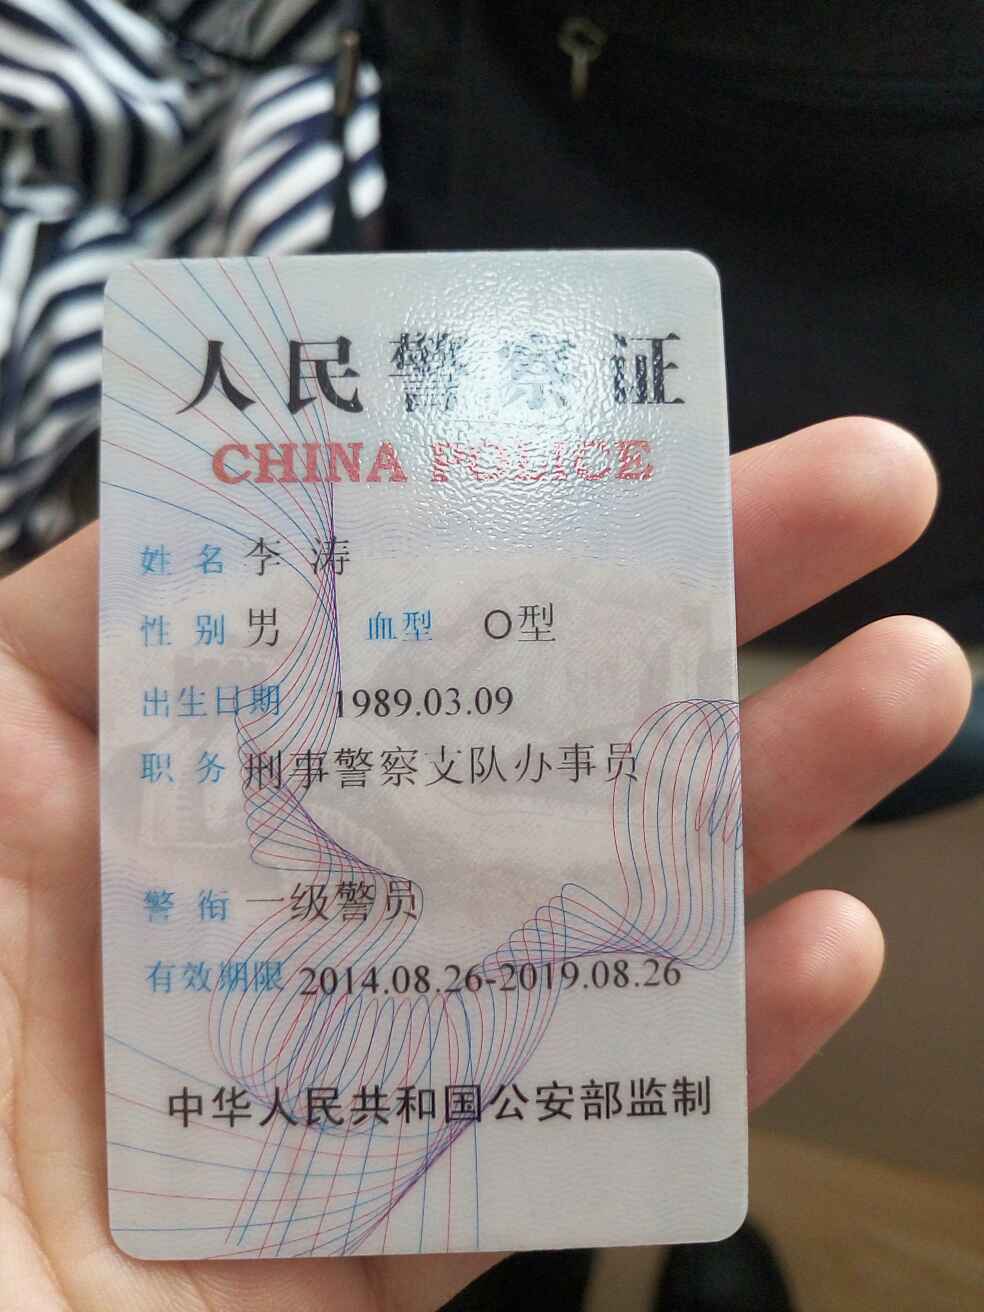 人民警察证
CHINA POLICE
姓名 李涛
性别 男 血型 O型
出生日期 1989.03.09
职务 刑事警察支队办事员
警衔 一级警员
有效期限 2014.08.26-2019.08.26
中华人民共和国公安部监制